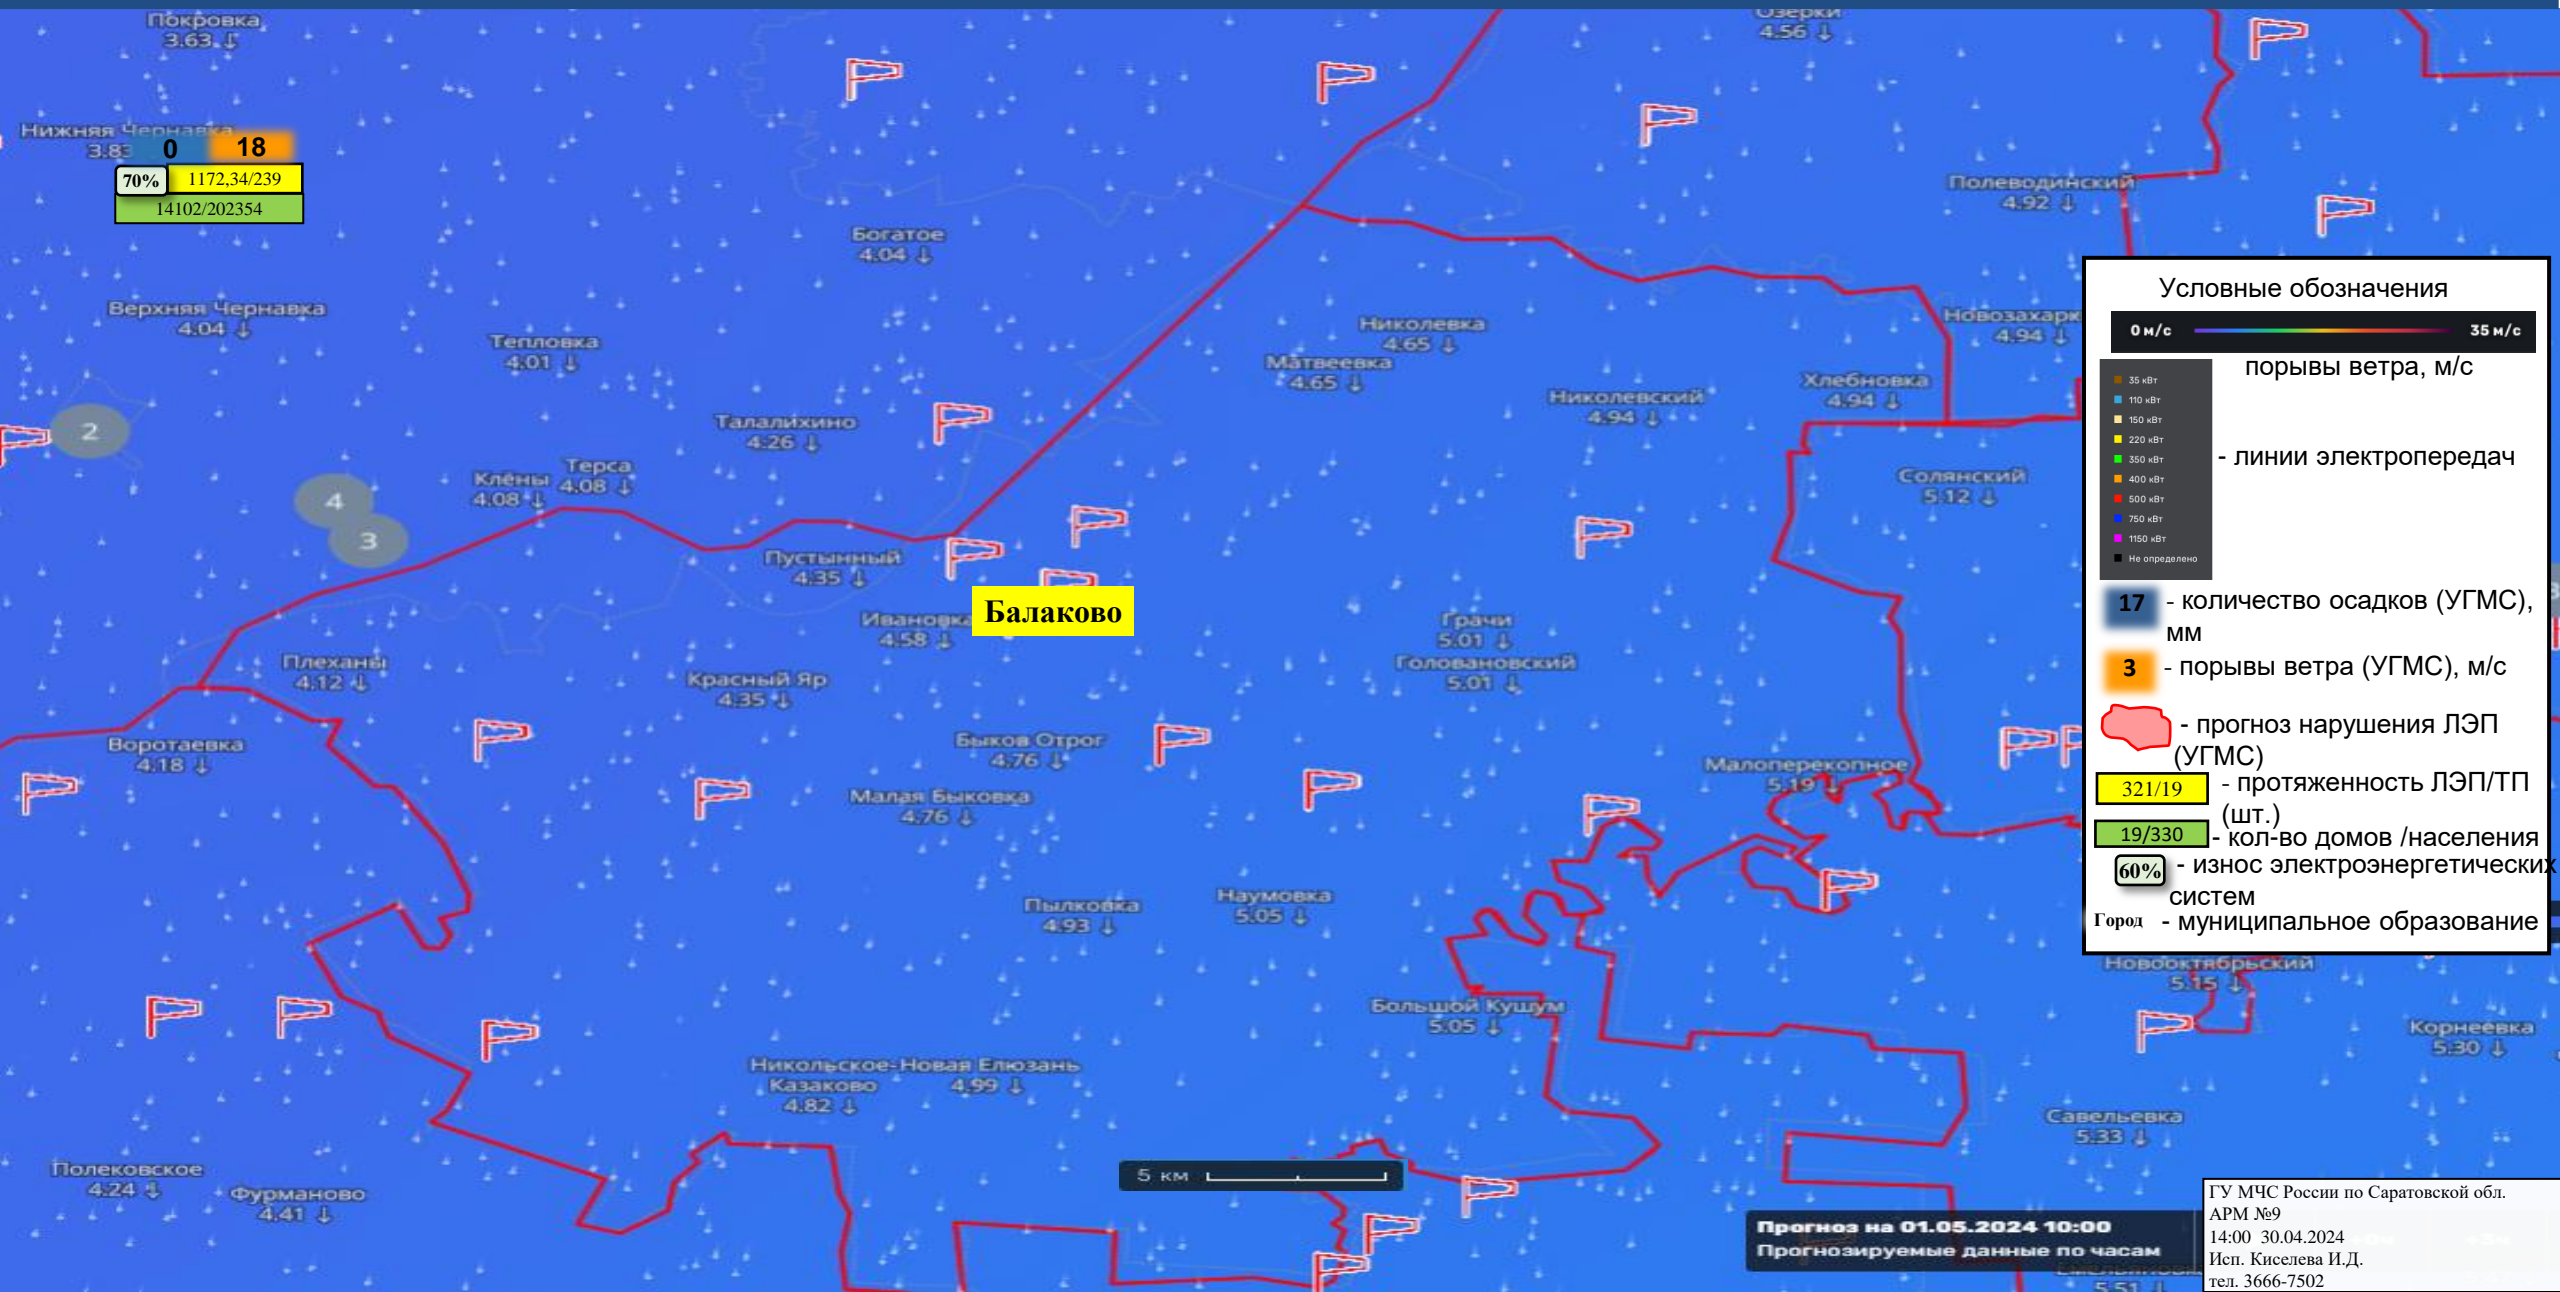 Покровка
3.63 ↓
Озерки
4.56 ↓
Нижняя Чернавка
3.83
0
18
70%
1172,34/239
14102/202354
Полеводинский
4.92 ↓
Богатое
4.04 ↓
Верхняя Чернавка
4.04 ↓
Тепловка
4.01 ↓
Николевка
4.65 ↓
Матвеевка
4.65 ↓
Новозахарк
4.94 ↓
Николевский
4.94 ↓
Хлебновка
4.94 ↓
Талалихино
4.26 ↓
2
4
3
Клёны
4.08 ↓
Терса
4.08 ↓
Солянский
5.12 ↓
Пустынный
4.35 ↓
Балаково
Ивановка
4.58 ↓
Грачи
5.01 ↓
Головановский
5.01 ↓
Плеханы
4.12 ↓
Красный Яр
4.35 ↓
Воротаевка
4.18 ↓
Быков Отрог
4.76 ↓
Малая Быковка
4.76 ↓
Малоперекопное
5.19 ↓
Пылковка
4.93 ↓
Наумовка
5.05 ↓
Новооктябрьский
5.15 ↓
Большой Кушум
5.05 ↓
Корнеевка
5.30 ↓
Никольское-Новая Елюзань
Казаково
4.99 ↓
4.82 ↓
Савельевка
5.33 ↓
Полековское
4.24 ↓
Фурманово
4.41 ↓
5 км
5.51 ↓
Условные обозначения
0 м/с
35 м/с
порывы ветра, м/с
35 кВт
110 кВт
150 кВт
220 кВт
350 кВт
400 кВт
500 кВт
750 кВт
1150 кВт
Не определено
- линии электропередач
17 - количество осадков (УГМС),
мм
3 - порывы ветра (УГМС), м/с
- прогноз нарушения ЛЭП
(УГМС)
321/19 - протяженность ЛЭП/ТП
(шт.)
19/330 - кол-во домов /населения
60% - износ электроэнергетических
систем
Город - муниципальное образование
Прогноз на 01.05.2024 10:00
Прогнозируемые данные по часам
ГУ МЧС России по Саратовской обл.
АРМ №9
14:00 30.04.2024
Исп. Киселева И.Д.
тел. 3666-7502